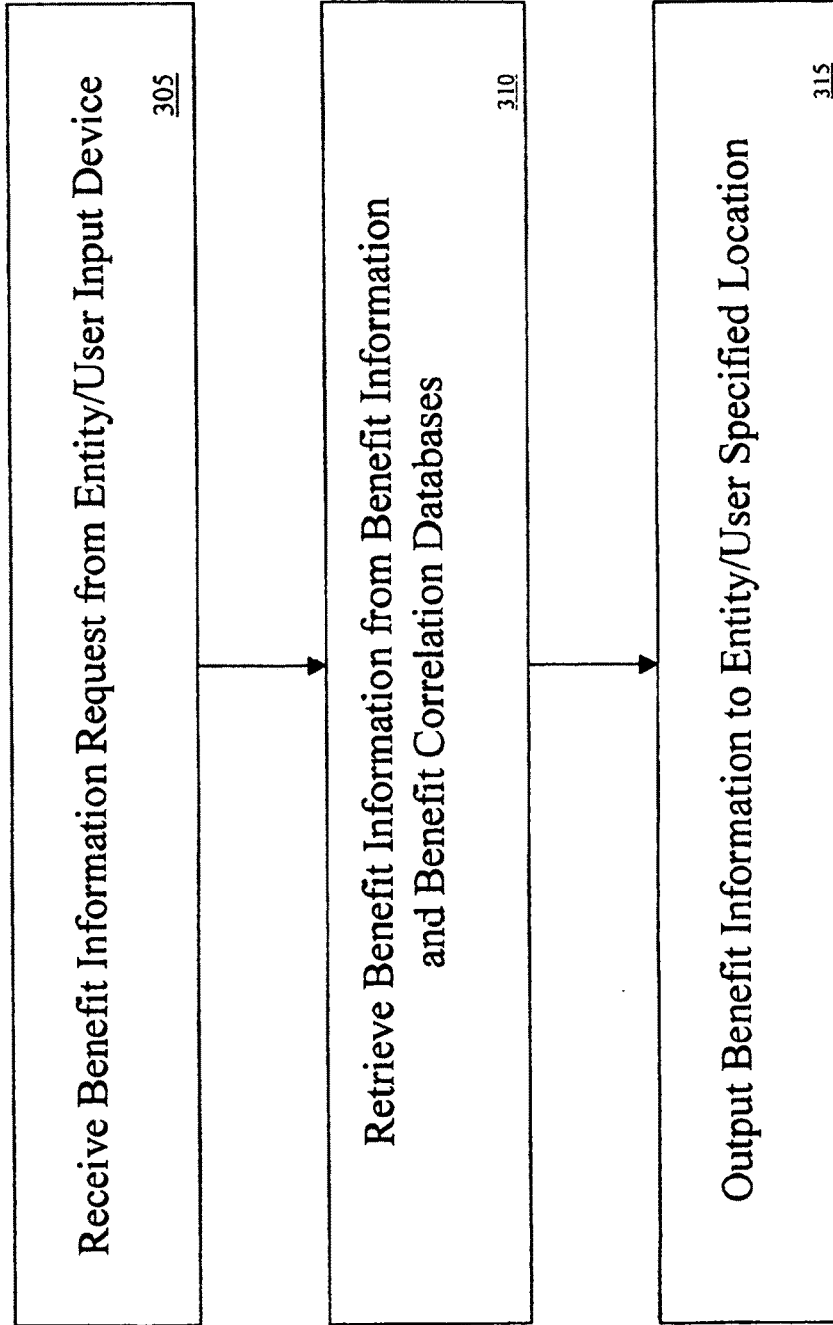 Receive Benefit Information Request from Entity/User Input Device
305
Retrieve Benefit Information from Benefit Information
and Benefit Correlation Databases
310
Output Benefit Information to Entity/User Specified Location
315